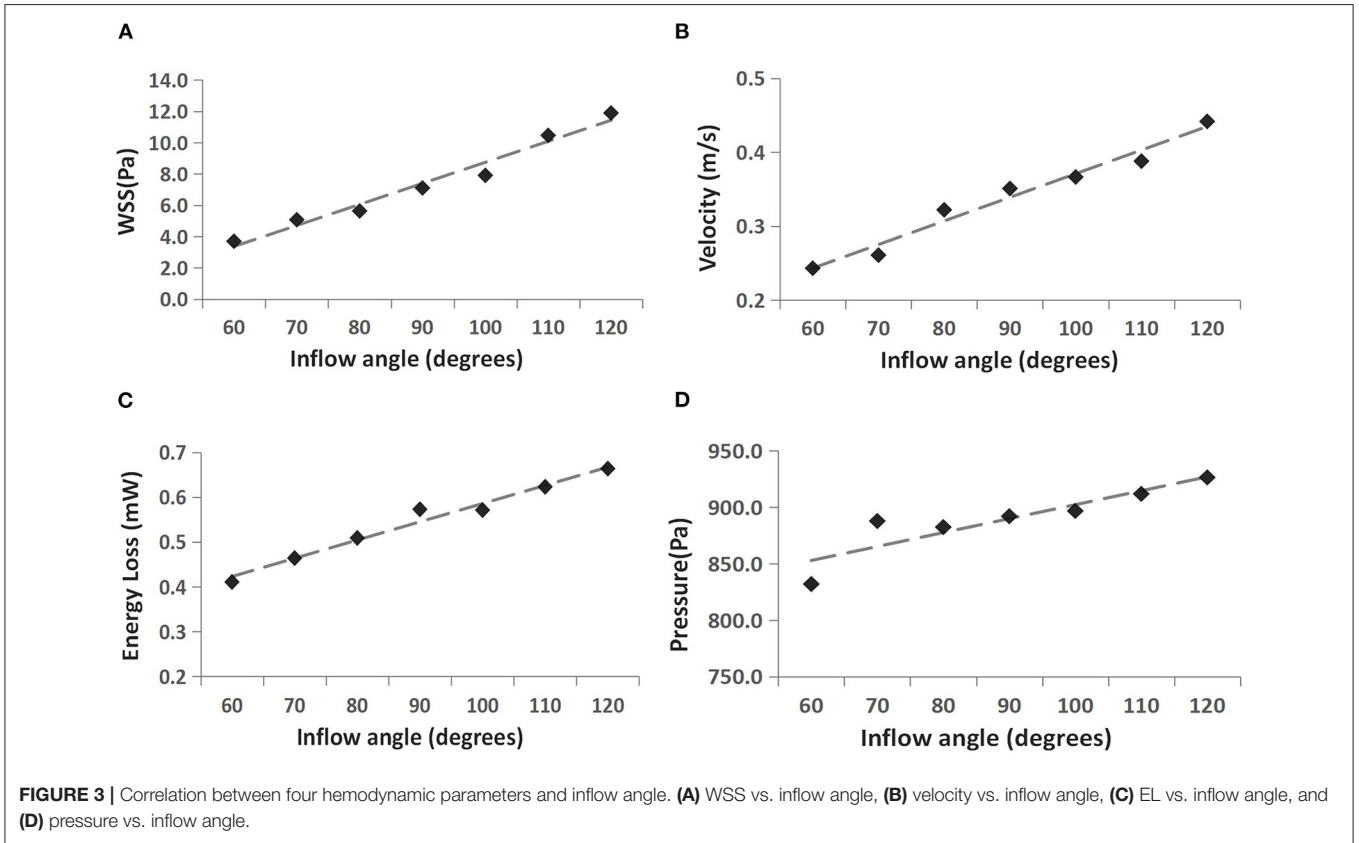 A
14.0
12.0
10.0
8.0
6.0
4.0
2.0
0.0
WSS(Pa)
60 70 80 90 100 110 120
Inflow angle (degrees)
B
0.5
0.4
0.3
0.2
Velocity (m/s)
60 70 80 90 100 110 120
Inflow angle (degrees)
C
0.7
0.6
0.5
0.4
0.3
0.2
Energy Loss (mW)
60 70 80 90 100 110 120
Inflow angle (degrees)
D
950.0
900.0
850.0
800.0
750.0
Pressure(Pa)
60 70 80 90 100 110 120
Inflow angle (degrees)
FIGURE 3 | Correlation between four hemodynamic parameters and inflow angle. (A) WSS vs. inflow angle, (B) velocity vs. inflow angle, (C) EL vs. inflow angle, and
(D) pressure vs. inflow angle.